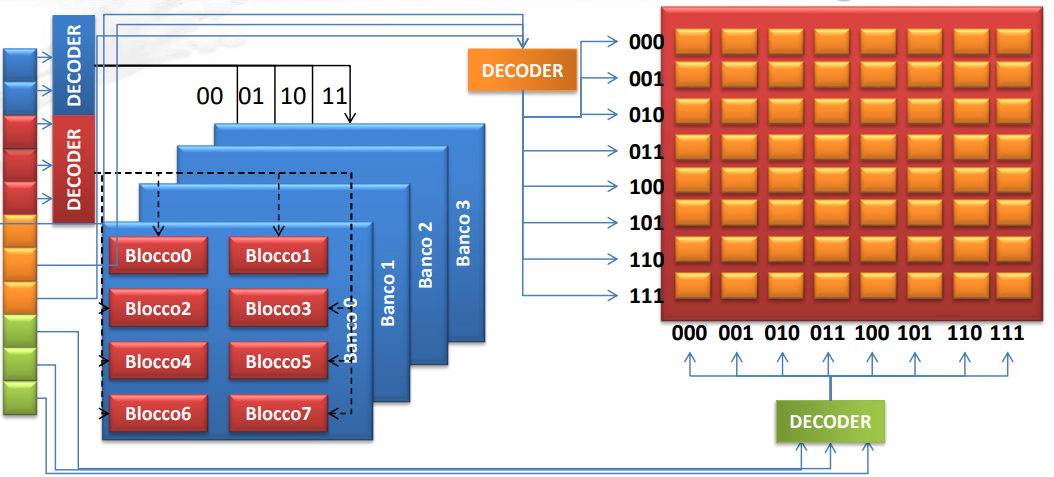 DECODER
DECODER
00 01 10 11
Banco 3
Banco 2
Banco 1
Banco 0
Blocco0 Blocco1
Blocco2 Blocco3
Blocco4 Blocco5
Blocco6 Blocco7
DECODER
000
001
010
011
100
101
110
111
000 001 010 011 100 101 110 111
DECODER